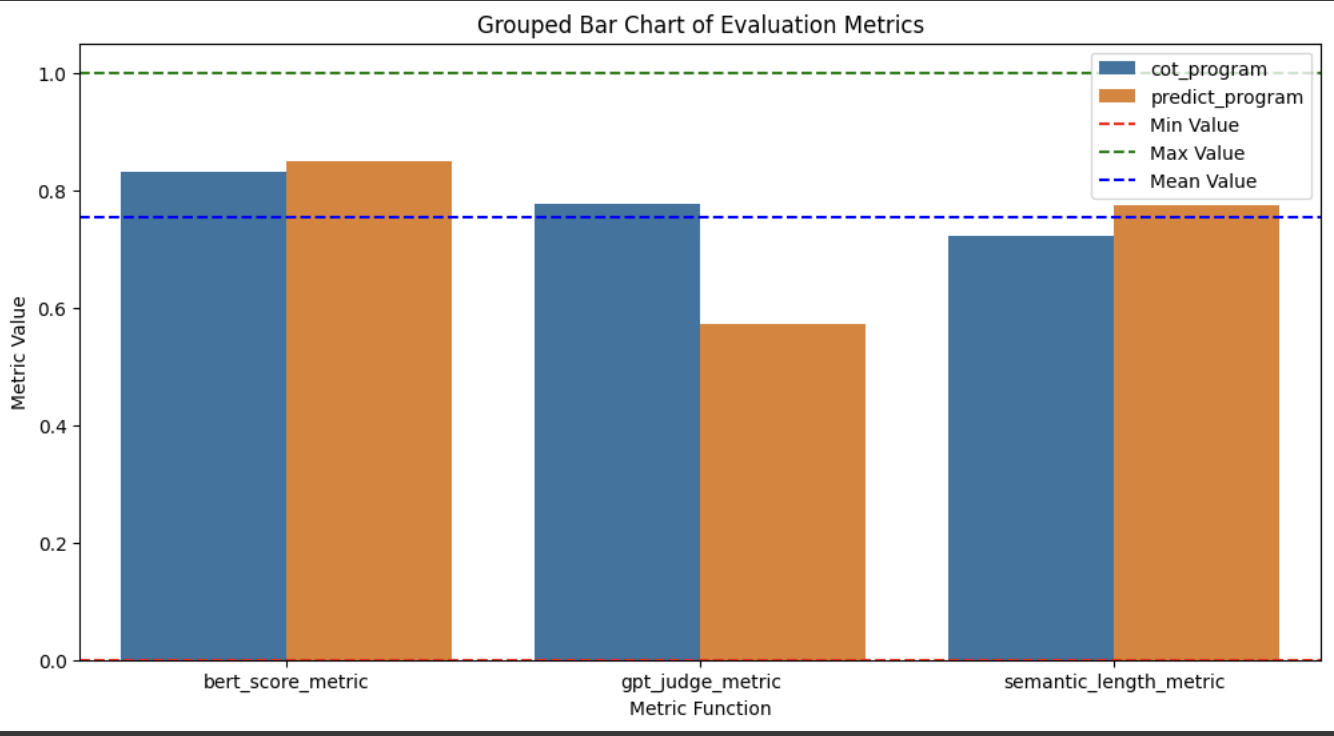 Grouped Bar Chart of Evaluation Metrics
cot_program
predict_program
Min Value
Max Value
Mean Value
Metric Value
1.0
0.8
0.6
0.4
0.2
0.0
bert_score_metric
gpt_judge_metric
semantic_length_metric
Metric Function